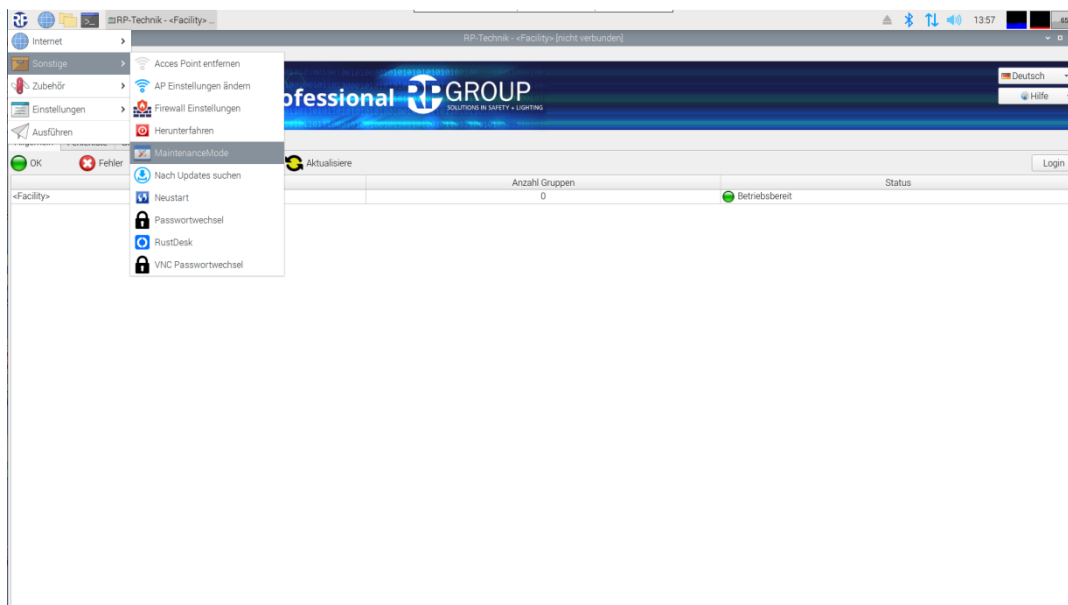 RP-Technik - <Facility> ...
13:57
RP-Technik - <Facility> [nicht verbunden]
Internet
Sonstige
Zubehör
Einstellungen
Ausführen
Acces Point entfernen
AP Einstellungen ändern
Firewall Einstellungen
Herunterfahren
MaintenanceMode
Nach Updates suchen
Neustart
Passwortwechsel
RustDesk
VNC Passwortwechsel
ofessional RP GROUP
SOLUTIONS IN SAFETY + LIGHTING
Deutsch
Hilfe
OK
Fehler
Aktualisiere
Login
Anzahl Gruppen
Status
<Facility>
0
Betriebsbereit